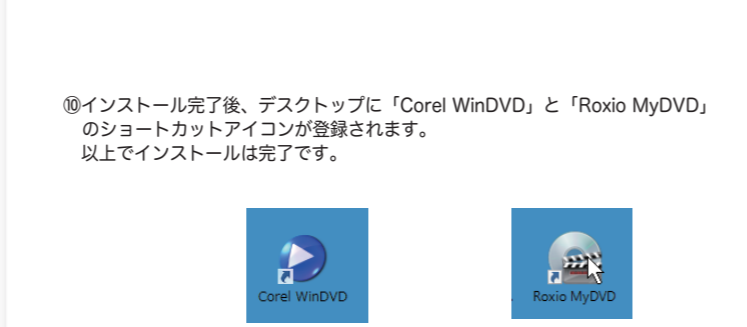 ⑩インストール完了後、デスクトップに「Corel WinDVD」と「Roxio MyDVD」
のショートカットアイコンが登録されます。
以上でインストールは完了です。
Corel WinDVD
Roxio MyDVD